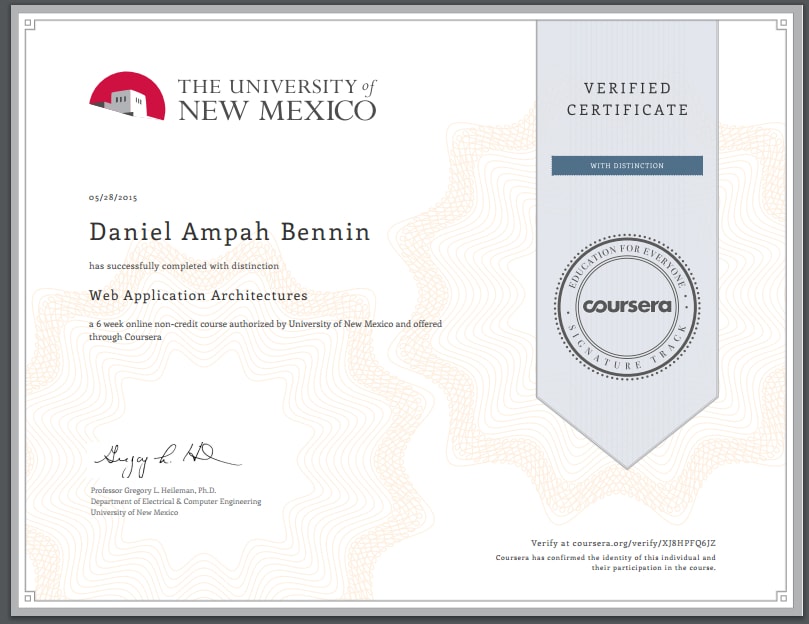 THE UNIVERSITY of
NEW MEXICO
VERIFIED
CERTIFICATE
WITH DISTINCTION
05/28/2015
Daniel Ampah Bennin
has successfully completed with distinction
Web Application Architectures
a 6 week online non-credit course authorized by University of New Mexico and offered
through Coursera
EDUCATION FOR EVERYONE
coursera
SIGNATURE TRACK
Professor Gregory L. Heileman, Ph.D.
Department of Electrical & Computer Engineering
University of New Mexico
Verify at coursera.org/verify/XJ8HPFQ6JZ
Coursera has confirmed the identity of this individual and
their participation in the course.